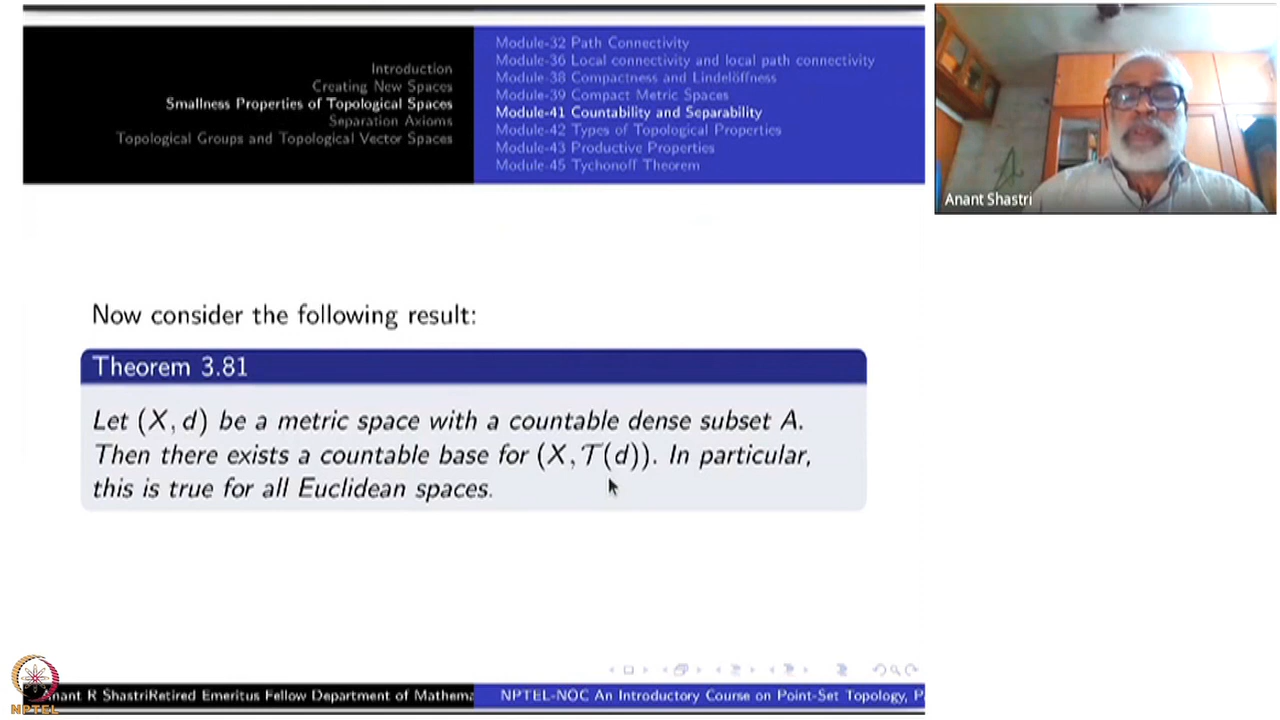 Introduction
Creating New Spaces
Smallness Properties of Topological Spaces
Separation Axioms
Topological Groups and Topological Vector Spaces
Module-32 Path Connectivity
Module-36 Local connectivity and local path connectivity
Module-38 Compactness and Lindelöffness
Module-39 Compact Metric Spaces
Module-41 Countability and Separability
Module-42 Types of Topological Properties
Module-43 Productive Properties
Module-45 Tychonoff Theorem
Anant Shastri
Now consider the following result:
Theorem 3.81
Let (X, d) be a metric space with a countable dense subset A.
Then there exists a countable base for (X, 𝒯(d)). In particular,
this is true for all Euclidean spaces.
nant R ShastriRetired Emeritus Fellow Department of Mathema
NPTEL-NOC An Introductory Course on Point-Set Topology, P
NPTEL